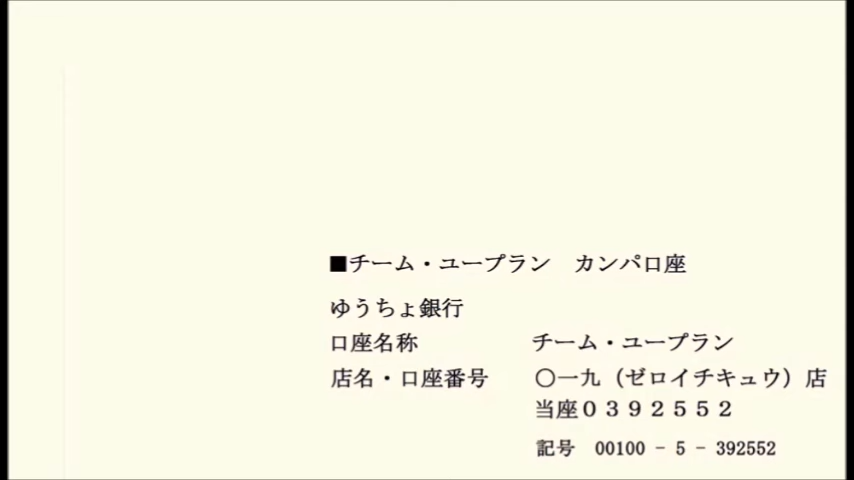 ■チーム・ユープラン　カンパ口座
ゆうちょ銀行
口座名称　チーム・ユープラン
店名・口座番号　〇一九（ゼロイチキュウ）店
当座０３９２５５２
記号　00100 － 5 － 392552